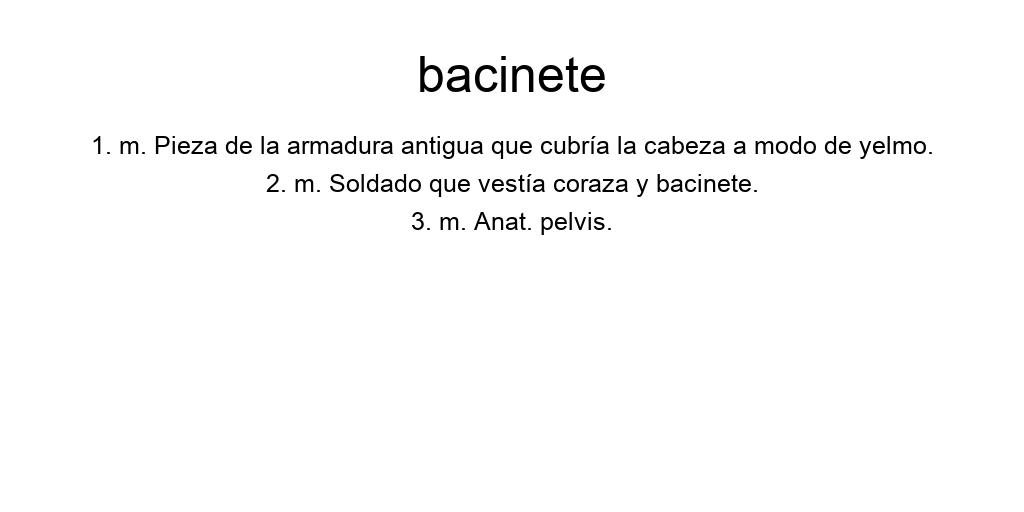 bacinete
1. m. Pieza de la armadura antigua que cubría la cabeza a modo de yelmo.
2. m. Soldado que vestía coraza y bacinete.
3. m. Anat. pelvis.